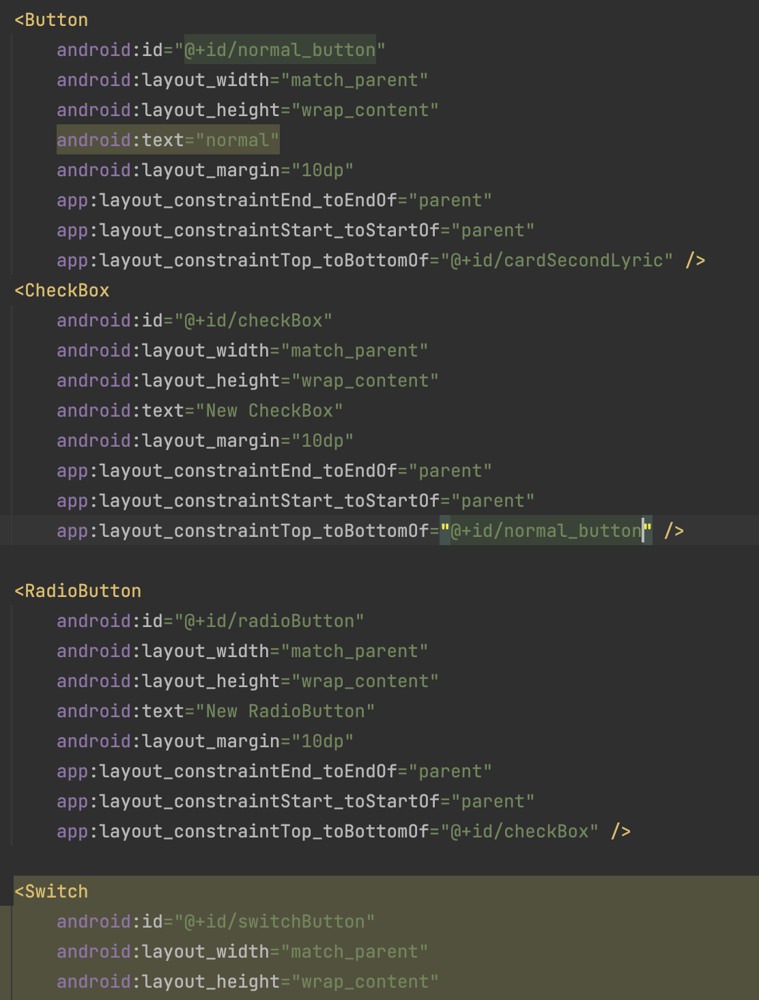 <Button
android:id="@+id/normal_button"
android:layout_width="match_parent"
android:layout_height="wrap_content"
android:text="normal"
android:layout_margin="10dp"
app:layout_constraintEnd_toEndOf="parent"
app:layout_constraintStart_toStartOf="parent"
app:layout_constraintTop_toBottomOf="@+id/cardSecondLyric" />
<CheckBox
android:id="@+id/checkBox"
android:layout_width="match_parent"
android:layout_height="wrap_content"
android:text="New CheckBox"
android:layout_margin="10dp"
app:layout_constraintEnd_toEndOf="parent"
app:layout_constraintStart_toStartOf="parent"
app:layout_constraintTop_toBottomOf="@+id/normal_button" />
<RadioButton
android:id="@+id/radioButton"
android:layout_width="match_parent"
android:layout_height="wrap_content"
android:text="New RadioButton"
android:layout_margin="10dp"
app:layout_constraintEnd_toEndOf="parent"
app:layout_constraintStart_toStartOf="parent"
app:layout_constraintTop_toBottomOf="@+id/checkBox" />
<Switch
android:id="@+id/switchButton"
android:layout_width="match_parent"
android:layout_height="wrap_content"